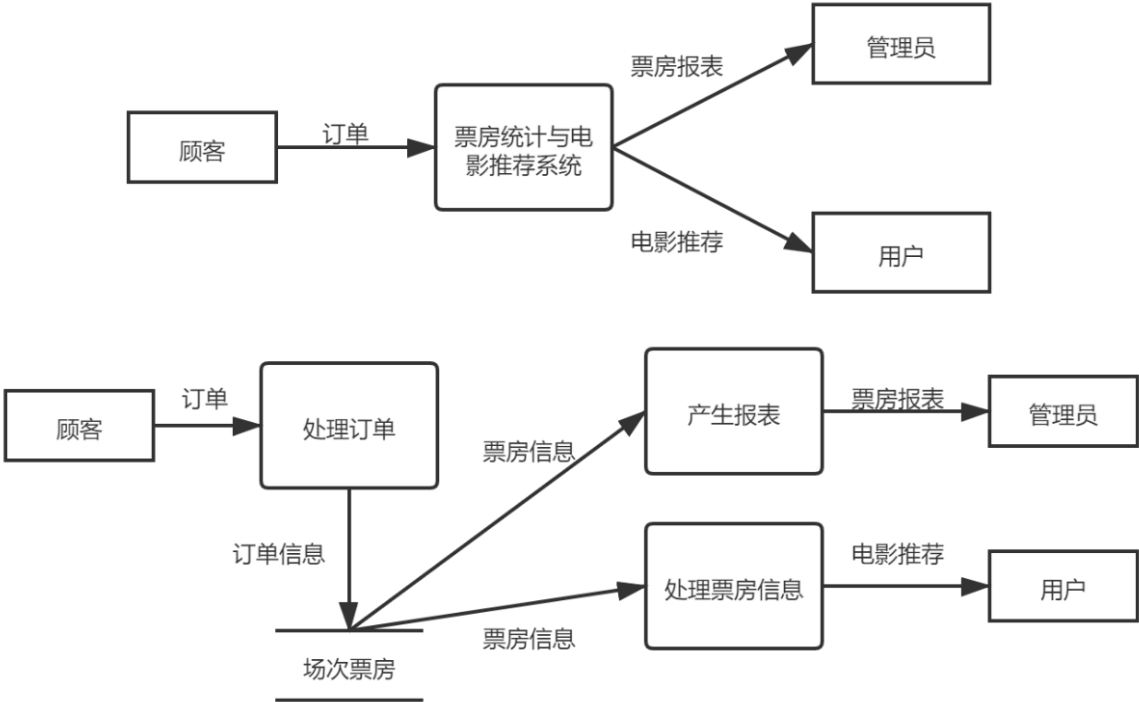 管理员
票房报表
顾客
订单
票房统计与电
影推荐系统
电影推荐
用户
顾客
订单
处理订单
票房信息
产生报表
票房报表
管理员
订单信息
票房信息
处理票房信息
电影推荐
用户
场次票房